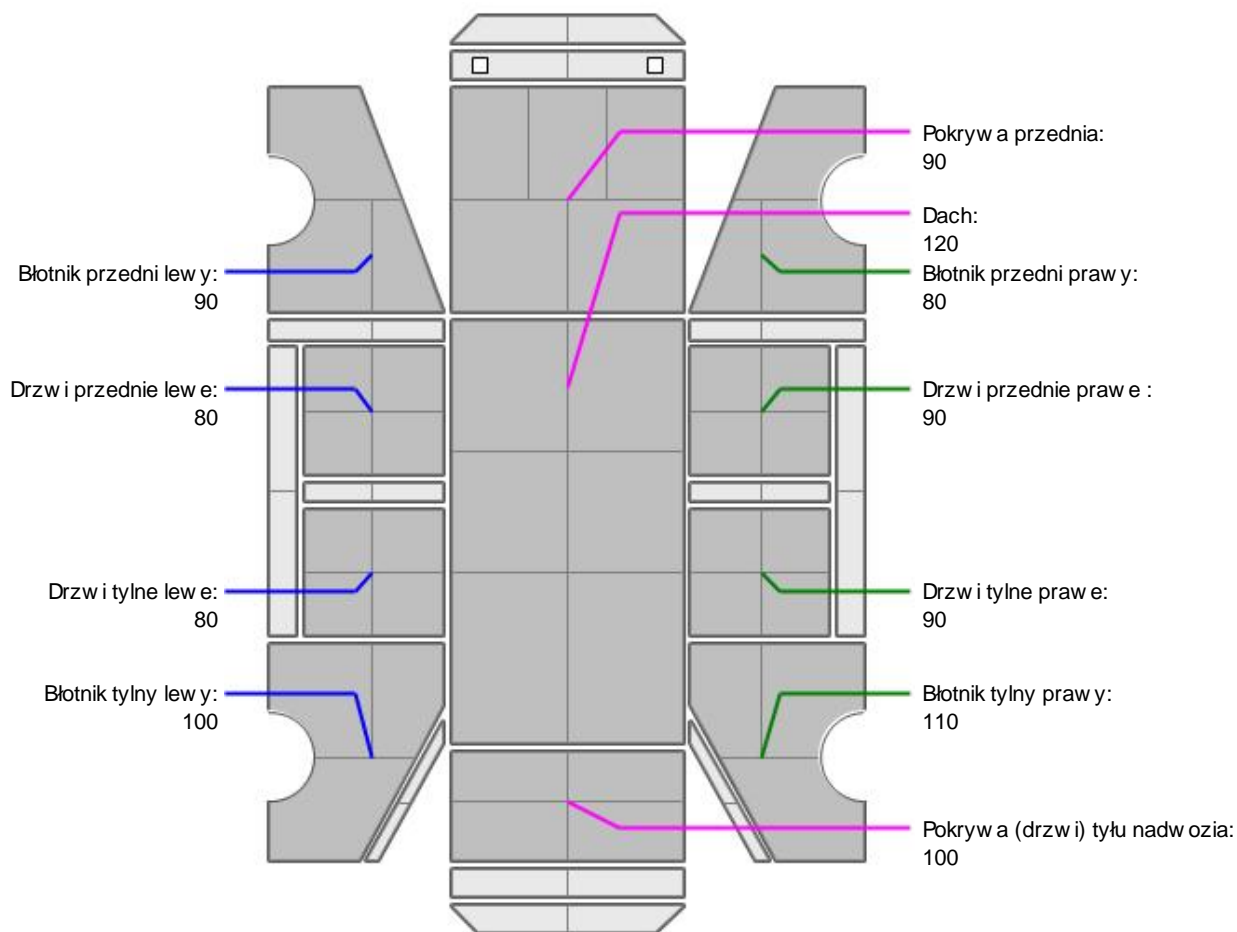 Pokrywa przednia:
90
Dach:
120
Błotnik przedni lewy:
90
Błotnik przedni prawy:
80
Drzwi przednie lewe:
80
Drzwi przednie prawe :
90
Drzwi tylne lewe:
80
Drzwi tylne prawe:
90
Błotnik tylny lewy:
100
Błotnik tylny prawy:
110
Pokrywa (drzwi) tyłu nadwozia:
100